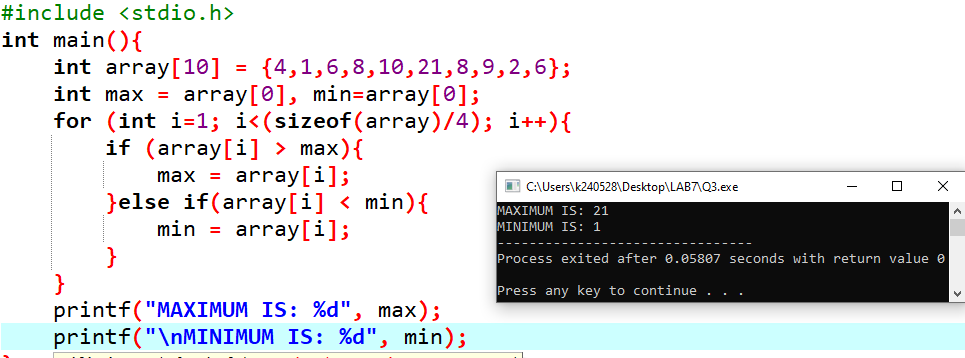 #include <stdio.h>
int main(){
    int array[10] = {4,1,6,8,10,21,8,9,2,6};
    int max = array[0], min=array[0];
    for (int i=1; i<(sizeof(array)/4); i++){
        if (array[i] > max){
            max = array[i];
        }else if(array[i] < min){
            min = array[i];
        }
    }
    printf("MAXIMUM IS: %d", max);
    printf("\nMINIMUM IS: %d", min);
C:\Users\k240528\Desktop\LAB7\Q3.exe
MAXIMUM IS: 21
MINIMUM IS: 1
--------------------------------
Process exited after 0.05807 seconds with return value 0
Press any key to continue . . .